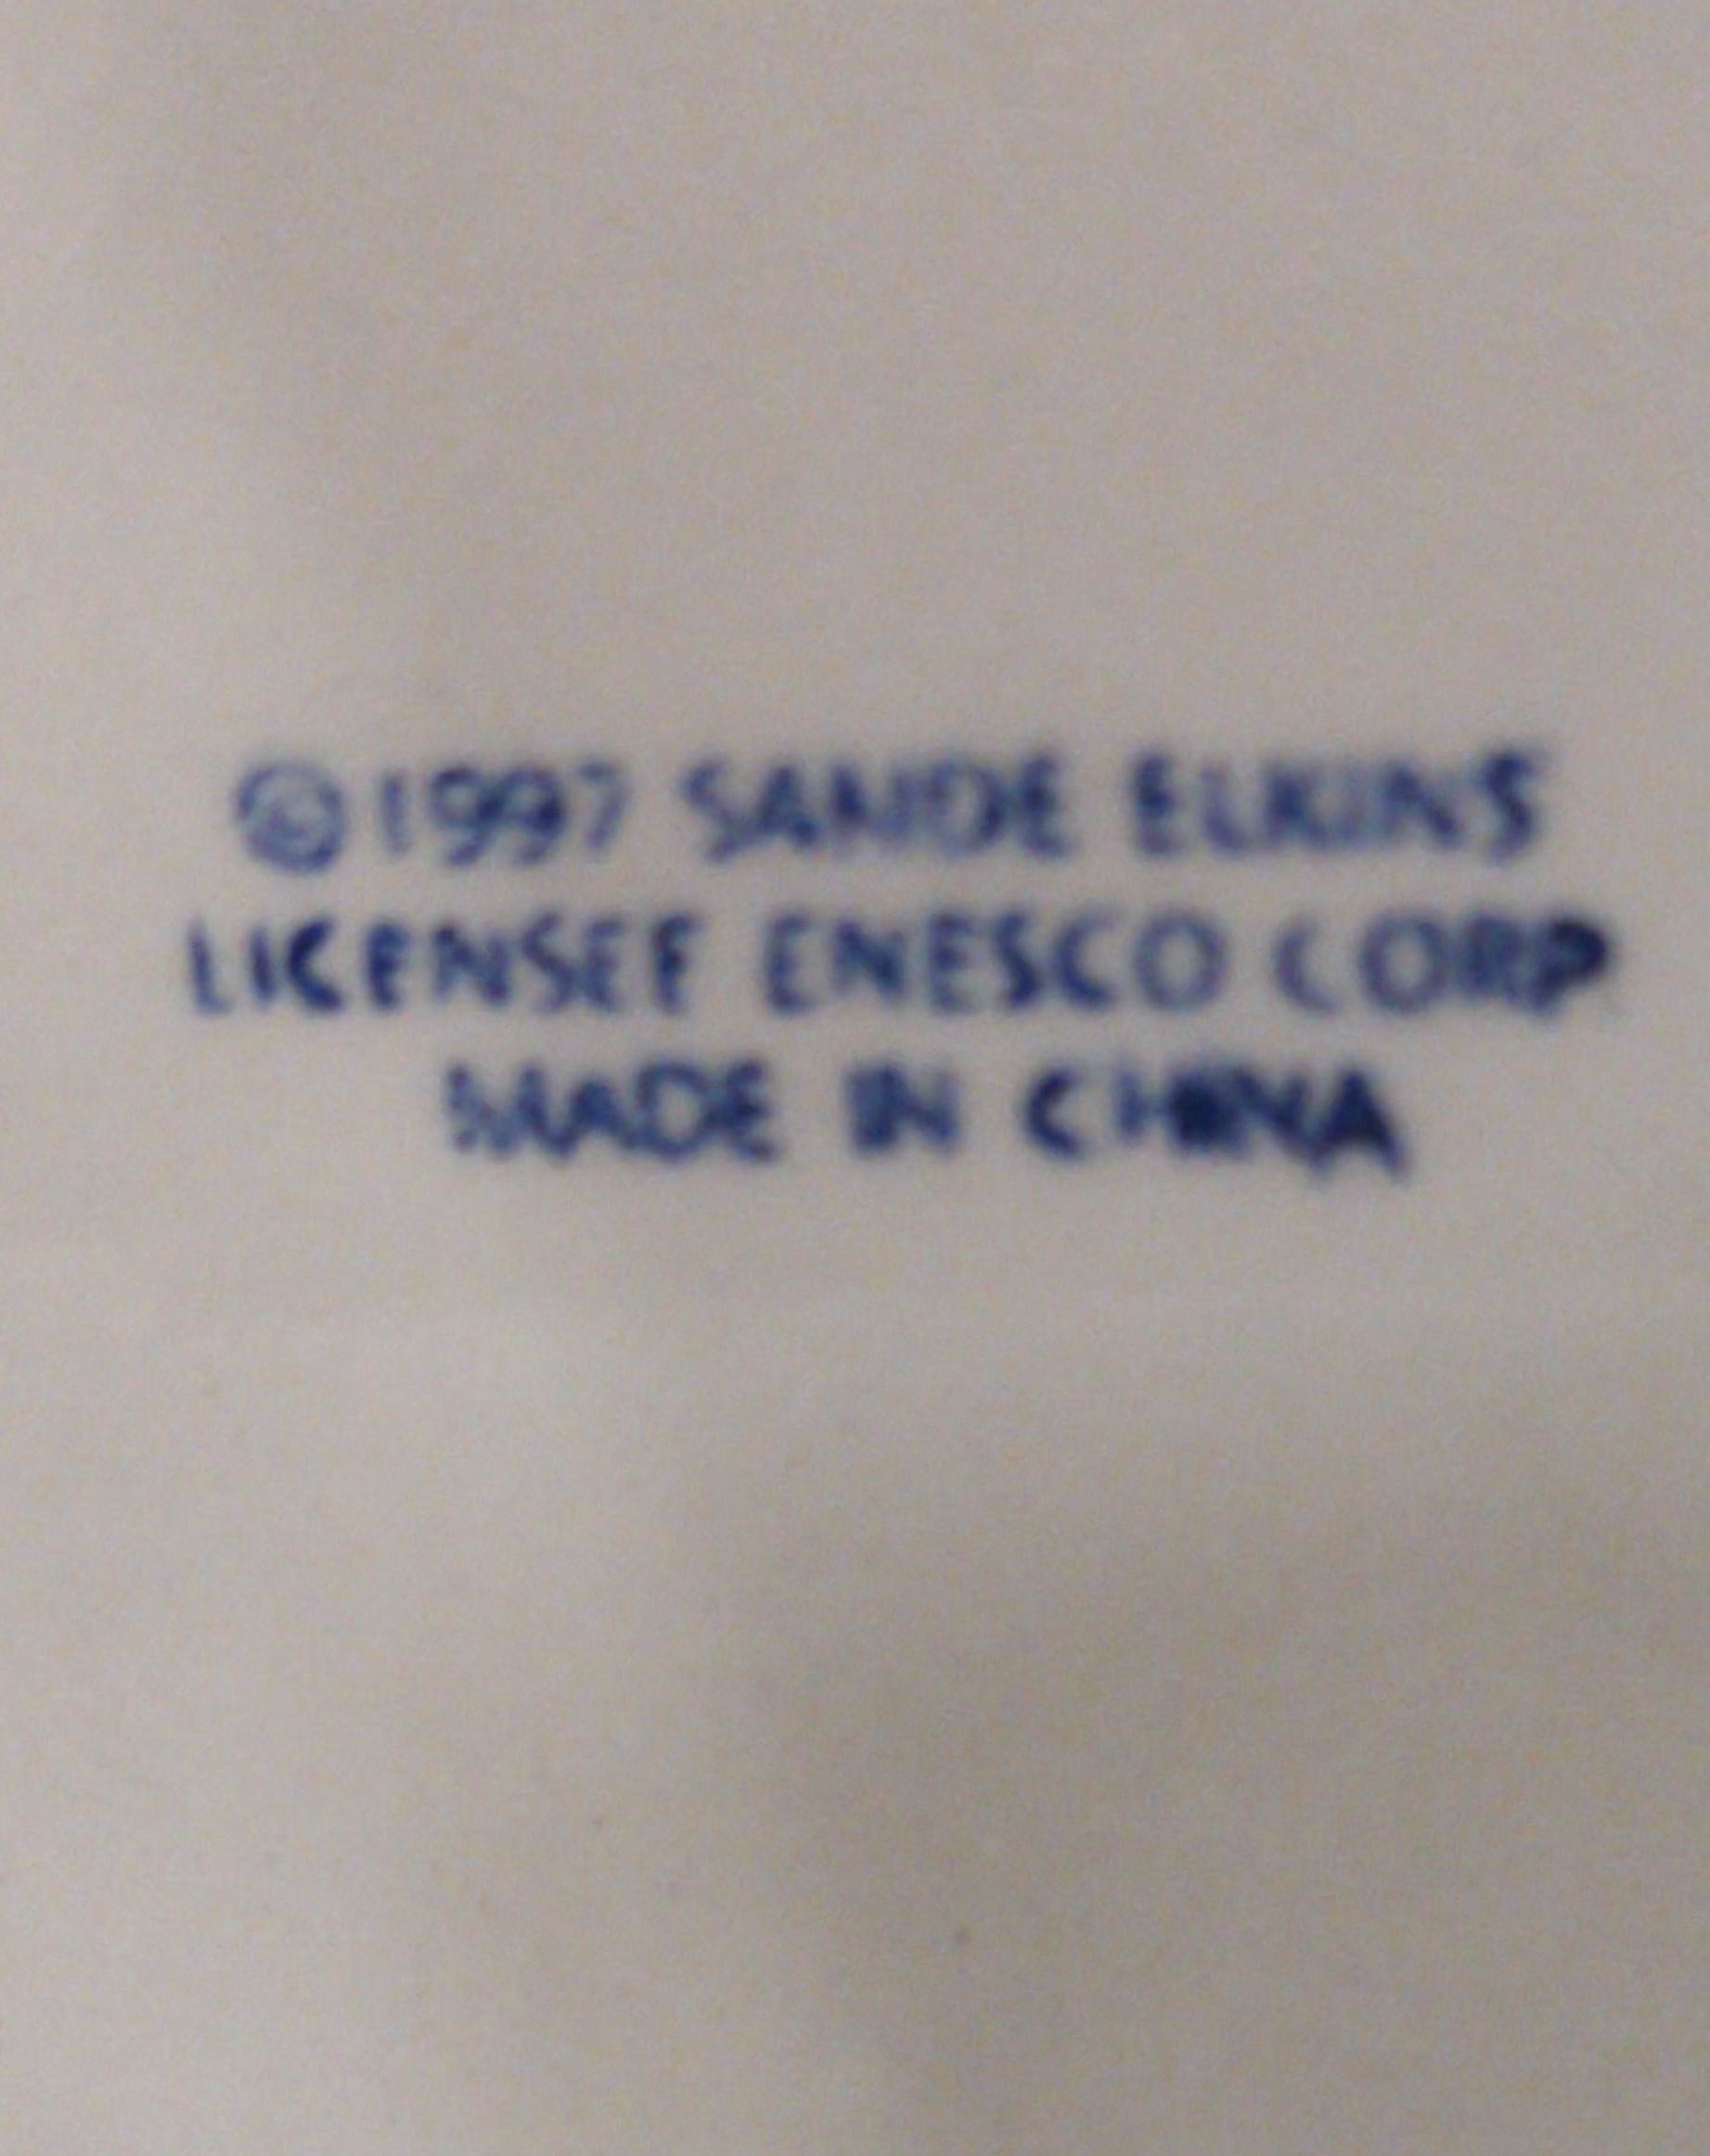 ©1997 SANDE ELKINS
LICENSEE ENESCO CORP
MADE IN CHINA